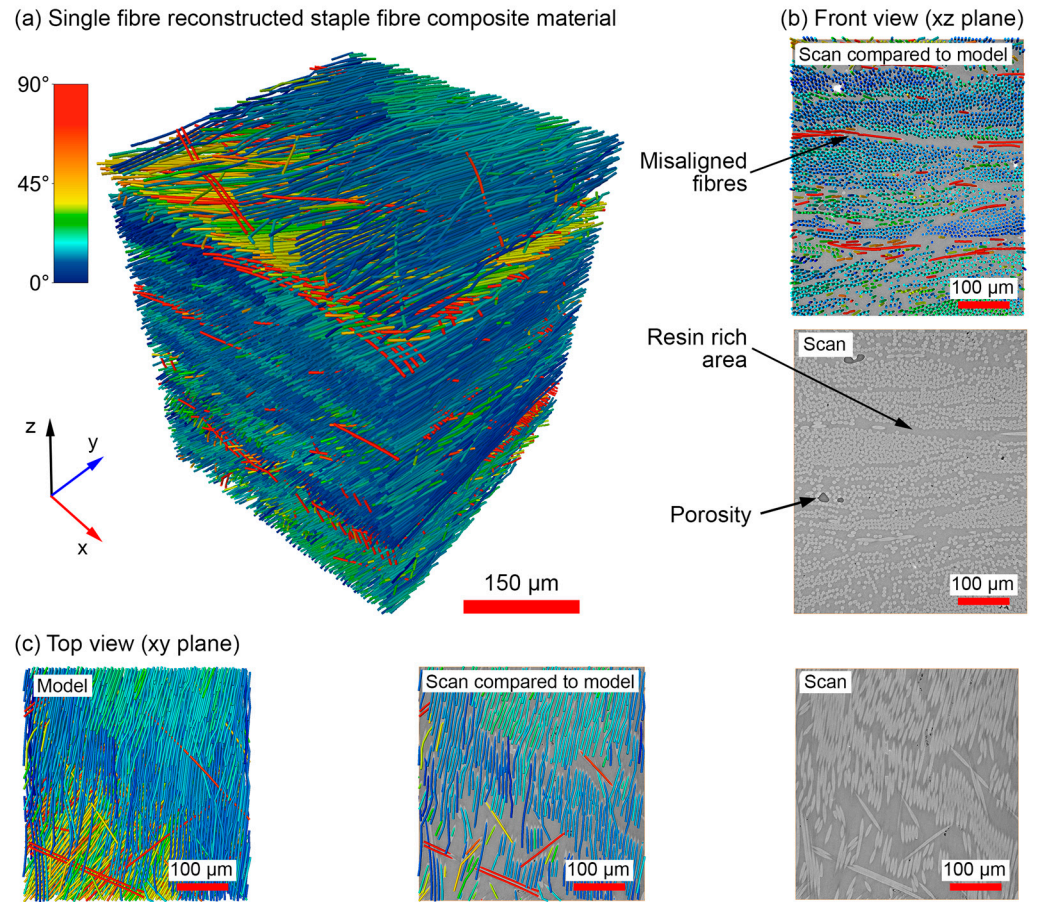 (a) Single fibre reconstructed staple fibre composite material
90°
45°
0°
z
y
x
150 µm
(b) Front view (xz plane)
Scan compared to model
Misaligned
fibres
100 µm
Scan
Resin rich
area
Porosity
100 µm
(c) Top view (xy plane)
Model
100 µm
Scan compared to model
100 µm
Scan
100 µm